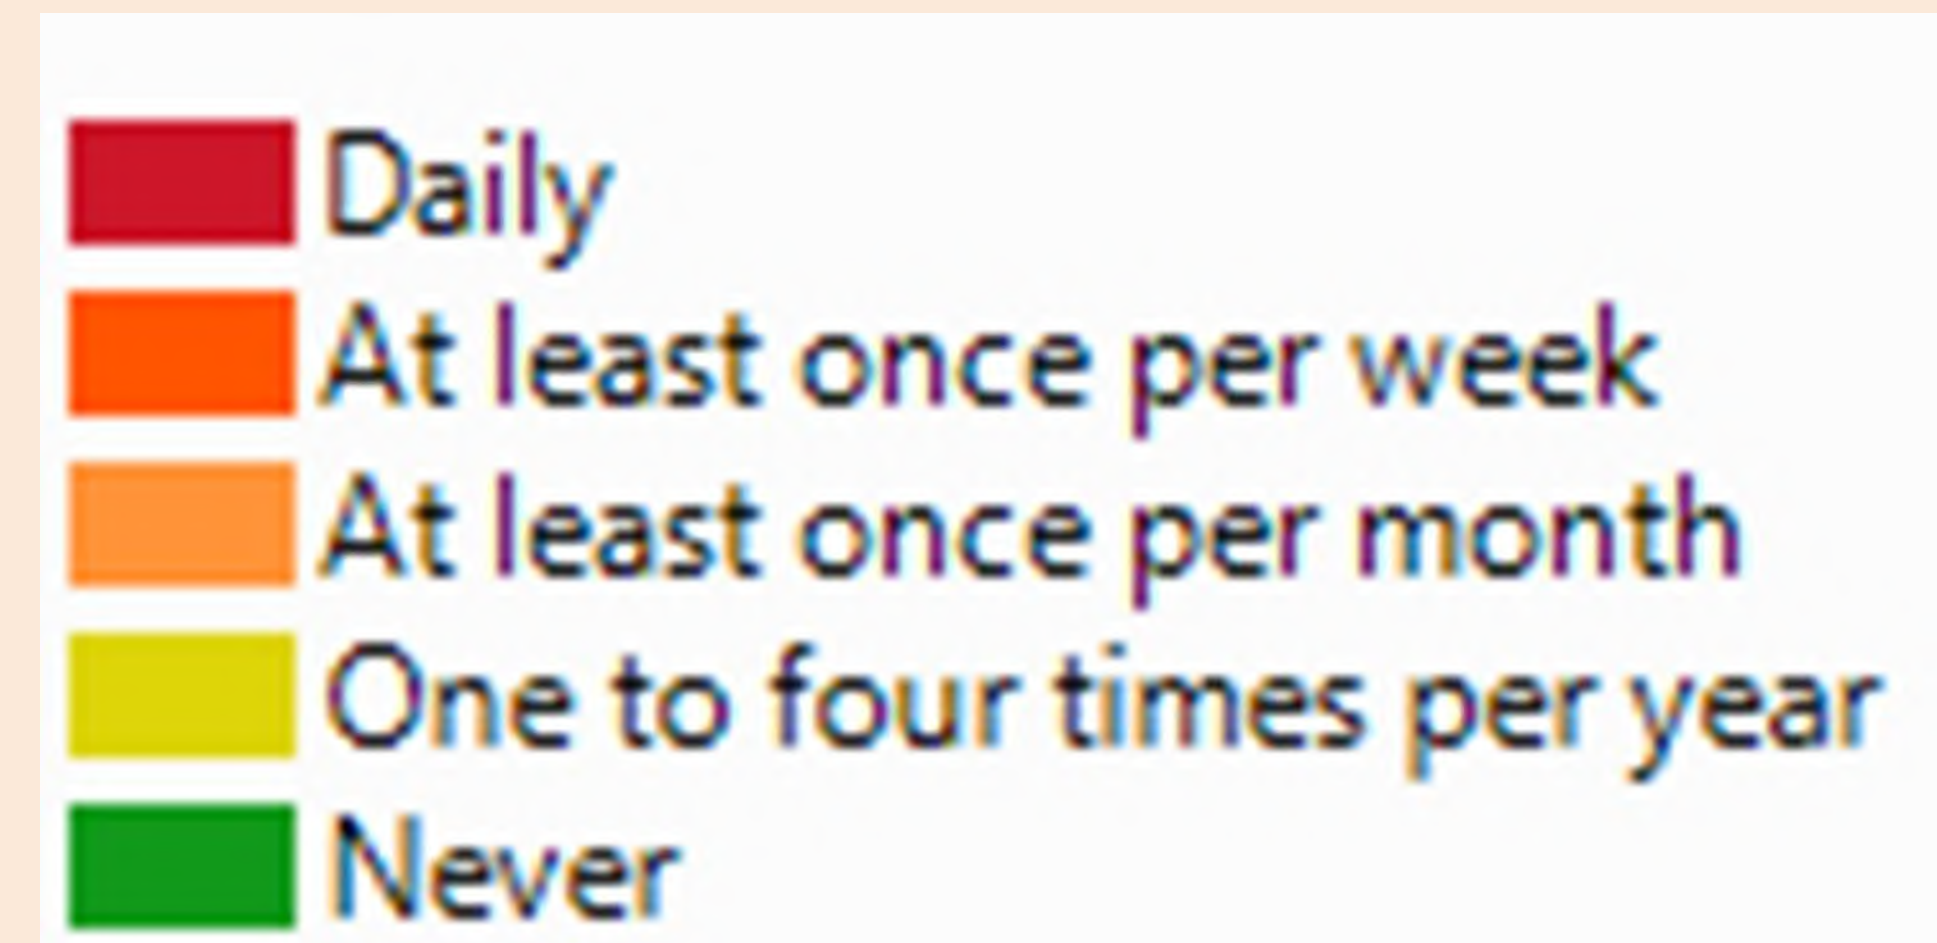 Daily
At least once per week
At least once per month
One to four times per year
Never